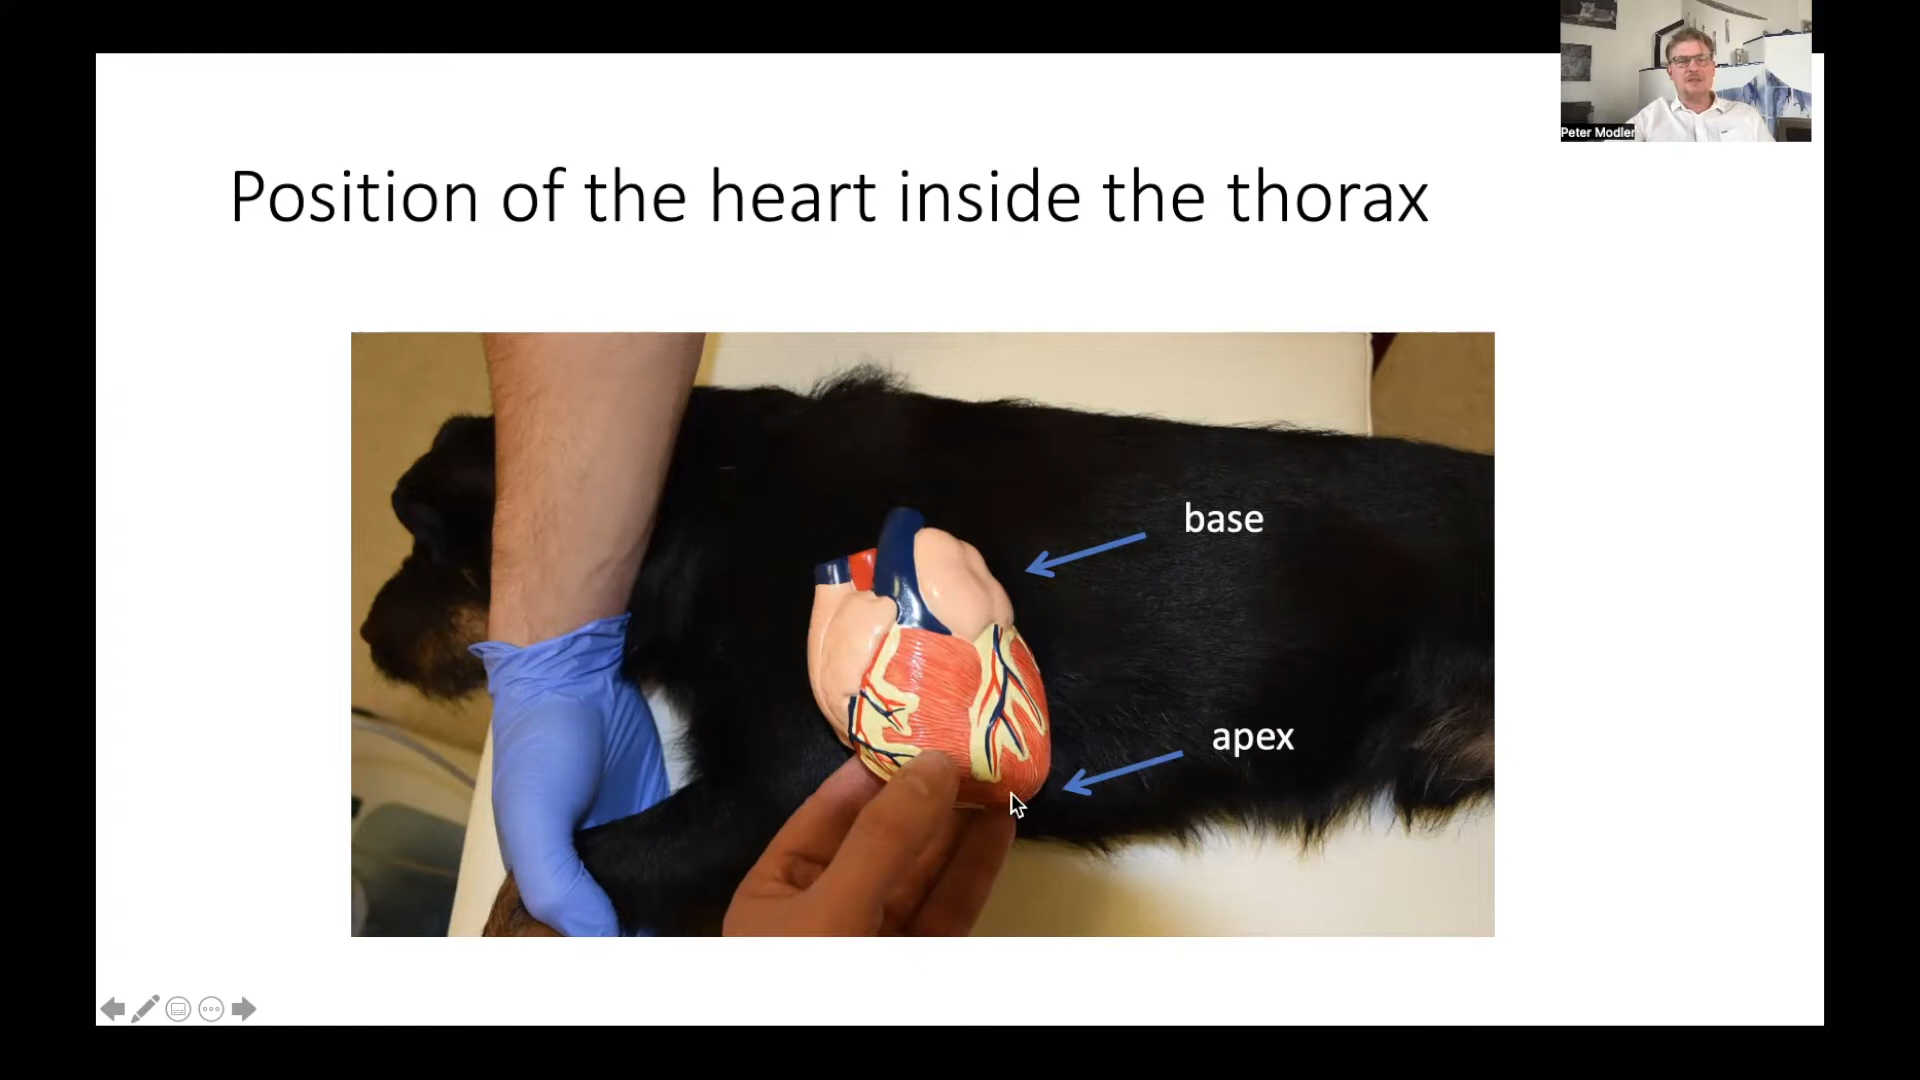 Peter Modler
Position of the heart inside the thorax
base
apex